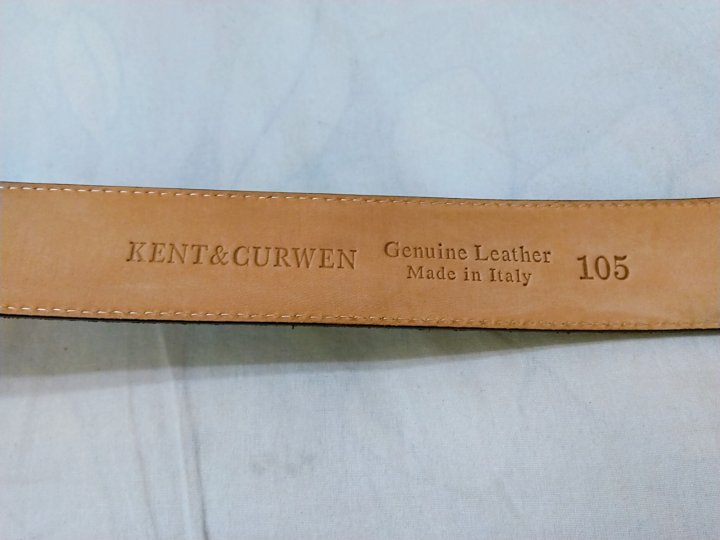 KENT&CURWEN
Genuine Leather
Made in Italy
105